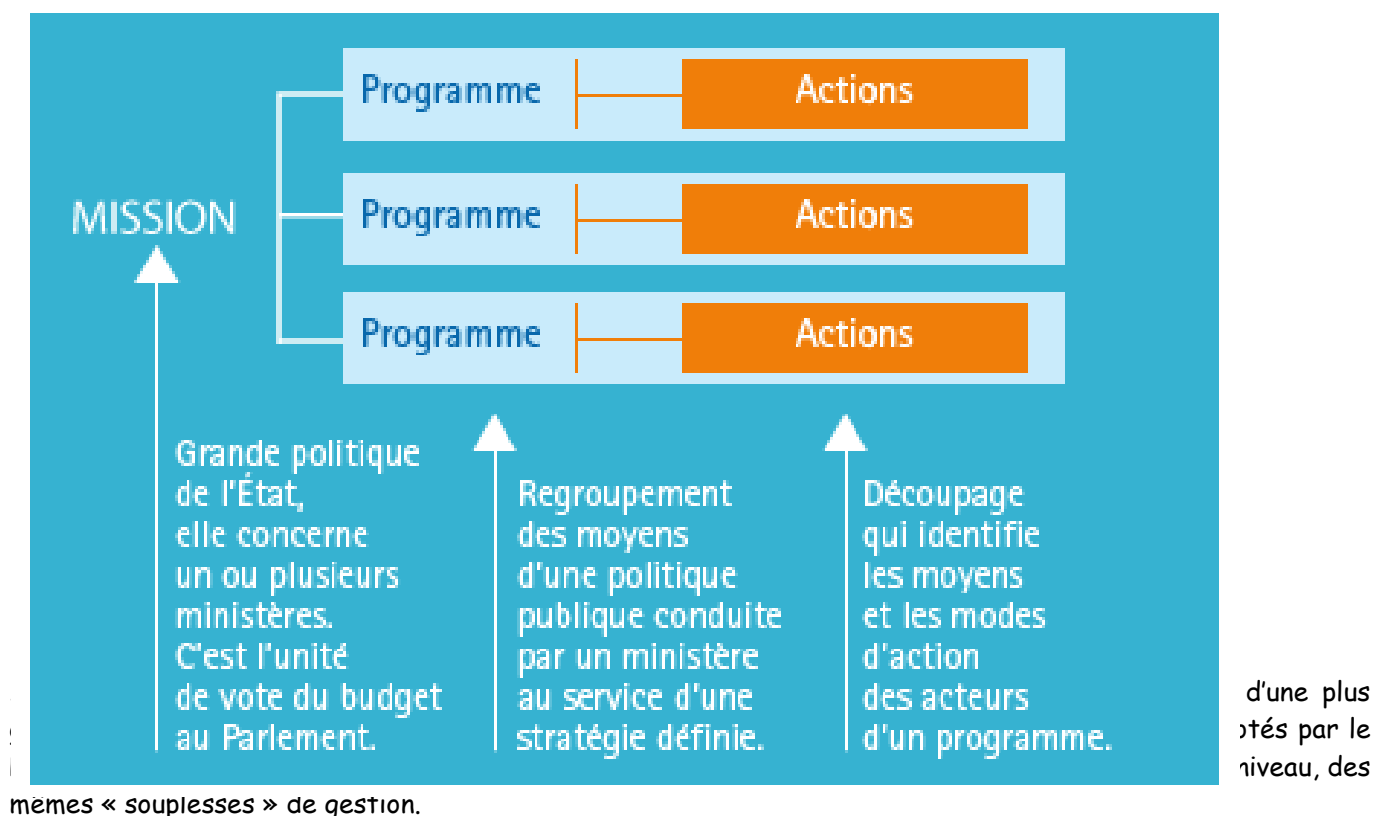 Programme Actions
MISSION Programme Actions
Programme Actions
Grande politique
de l'État,
elle concerne
un ou plusieurs
ministères.
C'est l'unité
de vote du budget
au Parlement.
Regroupement
des moyens
d'une politique
publique conduite
par un ministère
au service d'une
stratégie définie.
Découpage
qui identifie
les moyens
et les modes
d'action
des acteurs
d'un programme.
d’une plus
par le
des
mêmes « souplesses » de gestion.